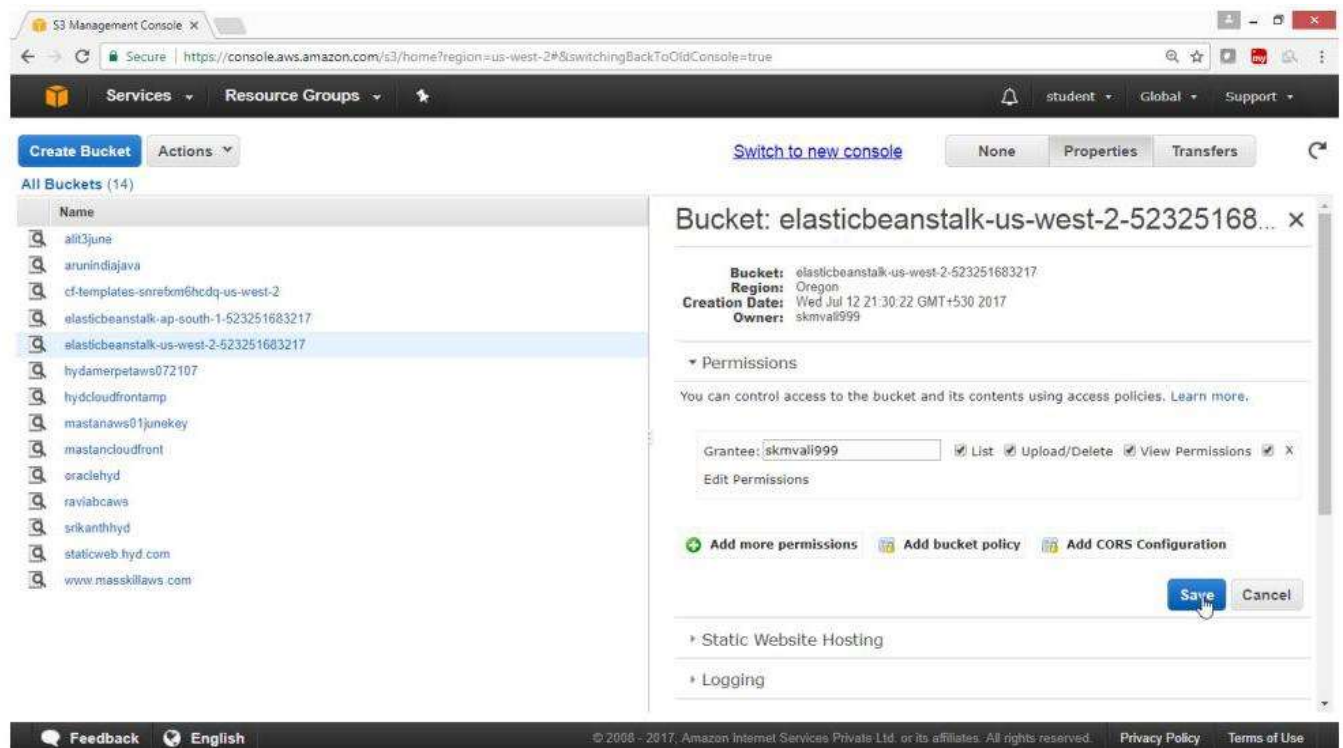 S3 Management Console
Secure | https://console.aws.amazon.com/s3/home?region=us-west-2#&switchingBackToOldConsole=true
my
Services Resource Groups student Global Support
Create Bucket Actions Switch to new console None Properties Transfers
All Buckets (14)
Name
alit3june
arunindiajava
cf-templates-snrefxm6hcdq-us-west-2
elasticbeanstalk-ap-south-1-523251683217
elasticbeanstalk-us-west-2-523251683217
hydamerpetaws072107
hydcloudfrontamp
mastanaws01junekey
mastancloudfront
oraclehyd
raviabcaws
srikanthhyd
staticweb.hyd.com
www.masskillaws.com
Bucket: elasticbeanstalk-us-west-2-52325168... ×
Bucket: elasticbeanstalk-us-west-2-523251683217
Region: Oregon
Creation Date: Wed Jul 12 21:30:22 GMT+530 2017
Owner: skmvali999
Permissions
You can control access to the bucket and its contents using access policies. Learn more.
Grantee: skmvali999 List Upload/Delete View Permissions x
Edit Permissions
Add more permissions Add bucket policy Add CORS Configuration
Save Cancel
Static Website Hosting
Logging
Feedback English © 2008 - 2017, Amazon Internet Services Private Ltd. or its affiliates. All rights reserved. Privacy Policy Terms of Use